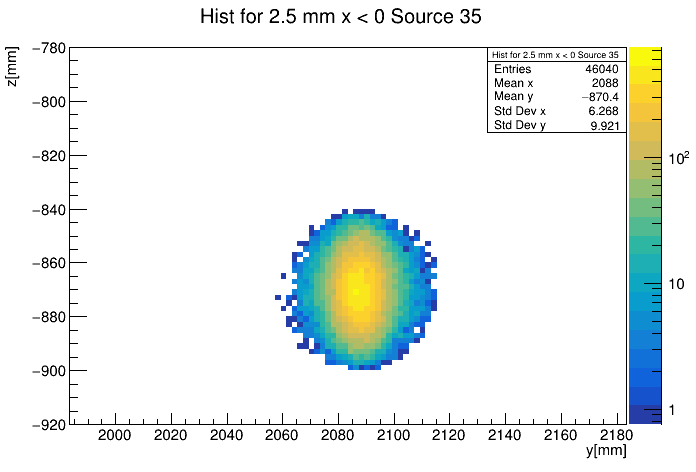 Hist for 2.5 mm x < 0 Source 35
z[mm]
−780
−800
−820
−840
−860
−880
−900
−920
Hist for 2.5 mm x < 0 Source 35
Entries 46040
Mean x 2088
Mean y −870.4
Std Dev x 6.268
Std Dev y 9.921
10²
10
1
2000 2020 2040 2060 2080 2100 2120 2140 2160 2180
y[mm]